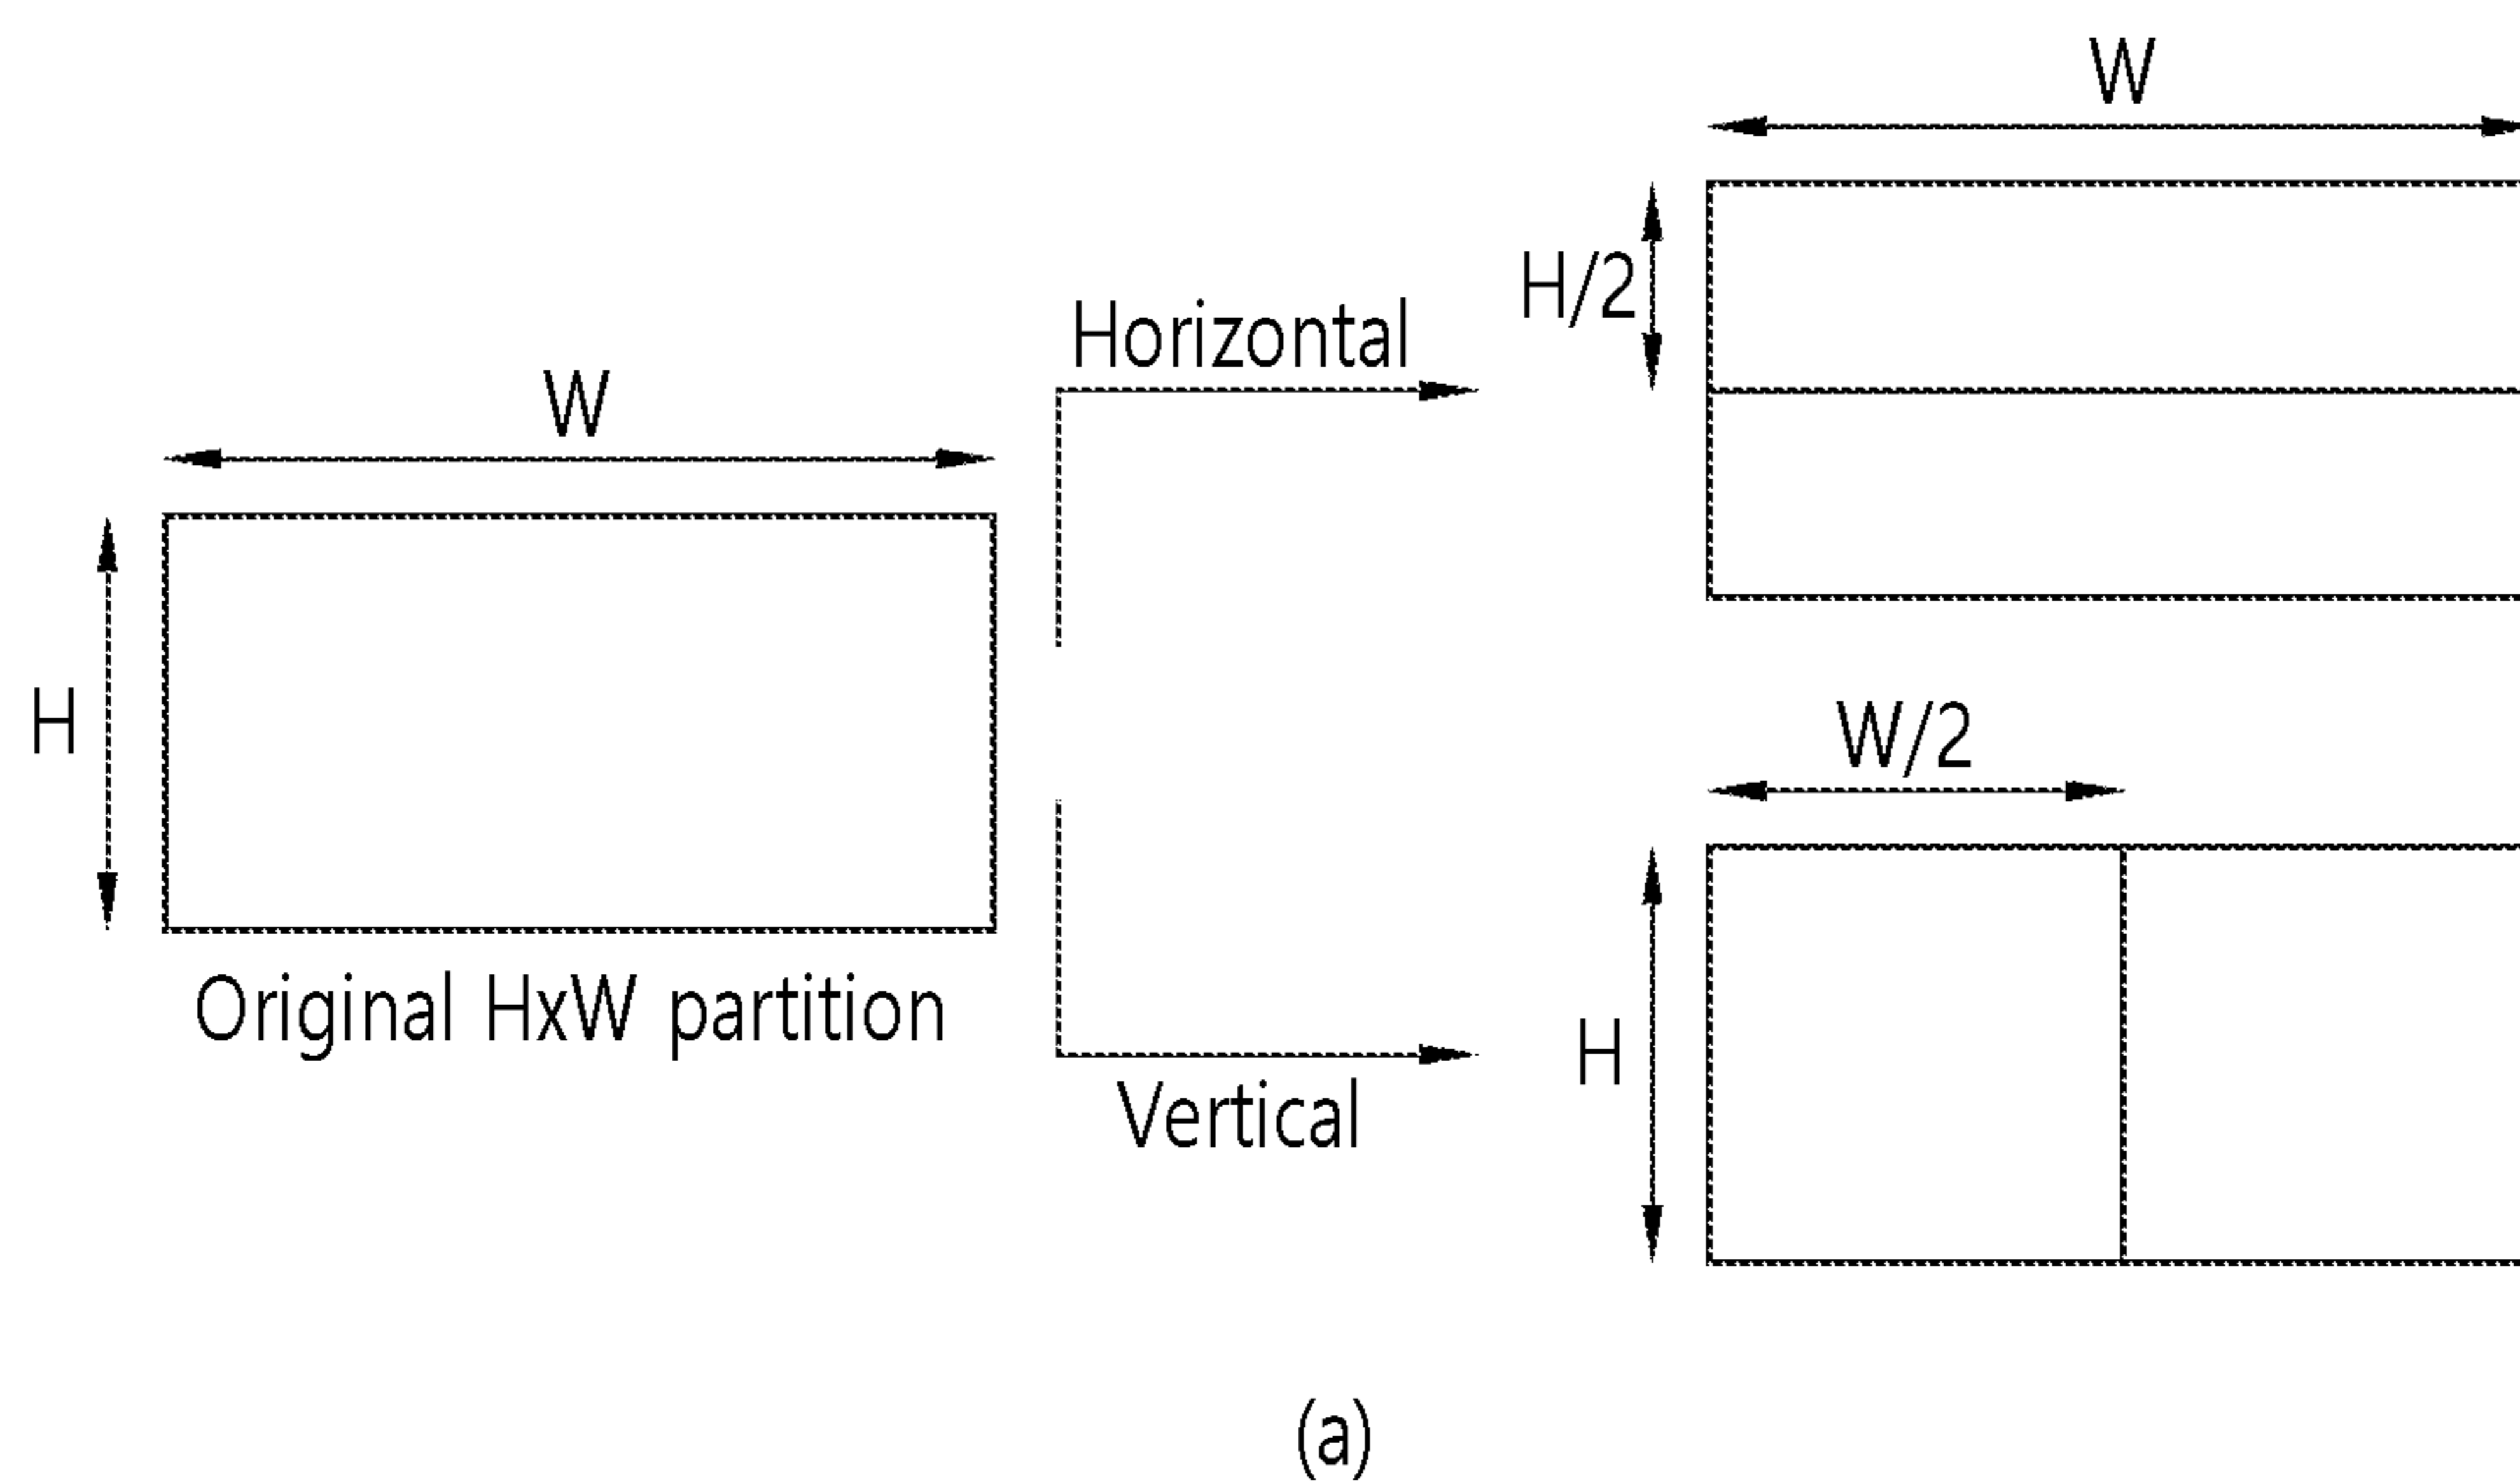 W
H
Original HxW partition
Horizontal
Vertical
W
H/2
W/2
H
(a)